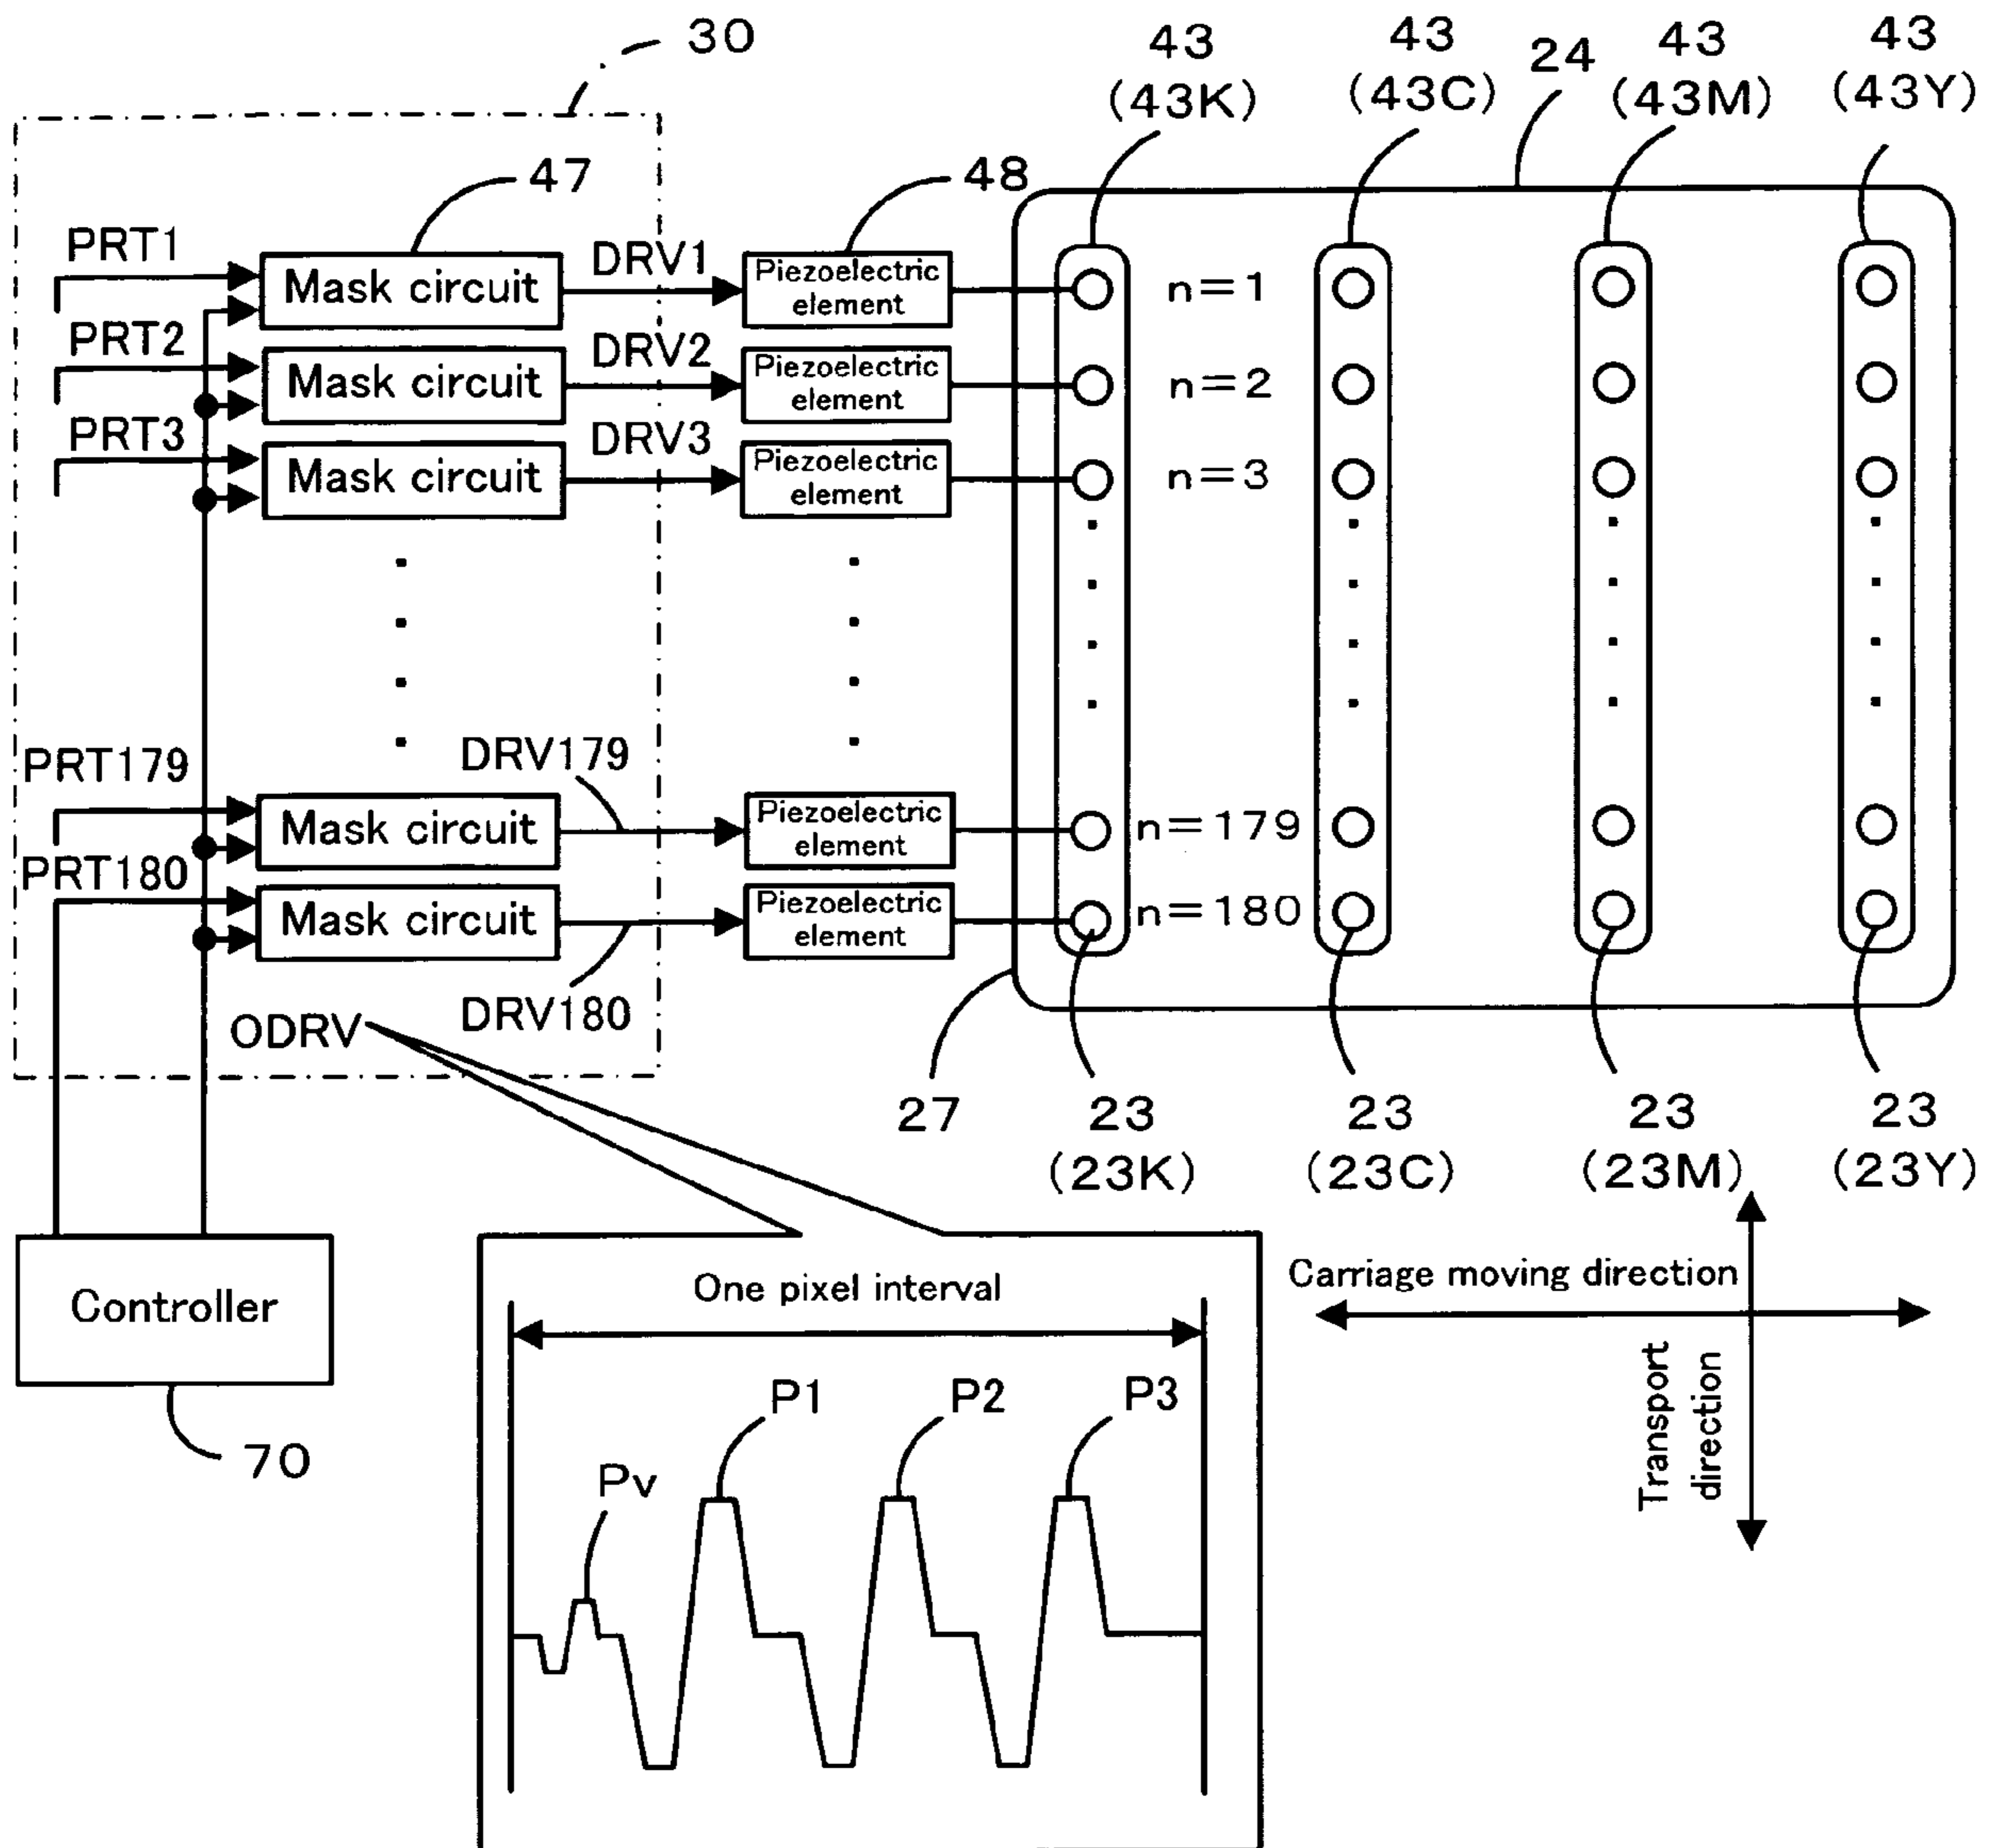 30
43
(43K)
43
(43C)
24
43
(43M)
43
(43Y)
47
48
PRT1
Mask circuit
DRV1
Piezoelectric
element
n=1
PRT2
Mask circuit
DRV2
Piezoelectric
element
n=2
PRT3
Mask circuit
DRV3
Piezoelectric
element
n=3
PRT179
Mask circuit
DRV179
Piezoelectric
element
n=179
PRT180
Mask circuit
DRV180
Piezoelectric
element
n=180
ODRV
27
23
(23K)
23
(23C)
23
(23M)
23
(23Y)
Controller
70
One pixel interval
Pv
P1
P2
P3
Carriage moving direction
Transport
direction